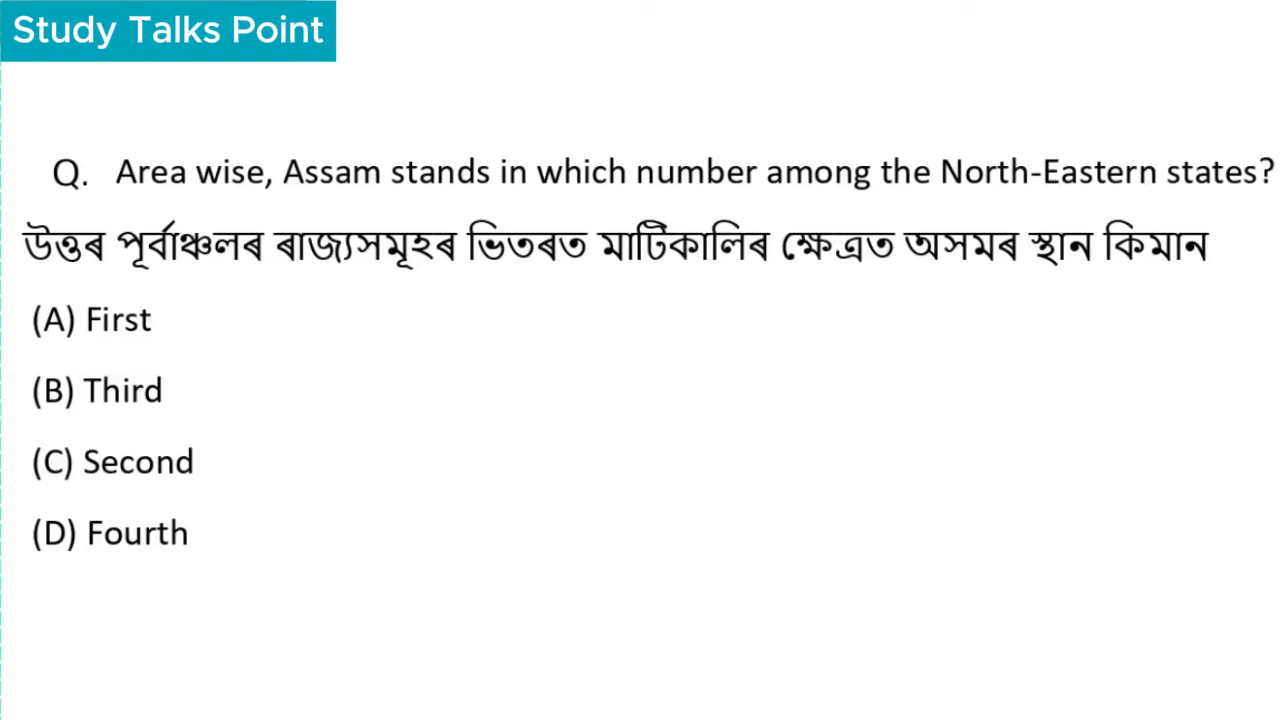 Study Talks Point
Q. Area wise, Assam stands in which number among the North-Eastern states?
উত্তৰ পূৰ্বাঞ্চলৰ ৰাজ্যসমূহৰ ভিতৰত মাটিকালিৰ ক্ষেত্ৰত অসমৰ স্থান কিমান
(A) First
(B) Third
(C) Second
(D) Fourth